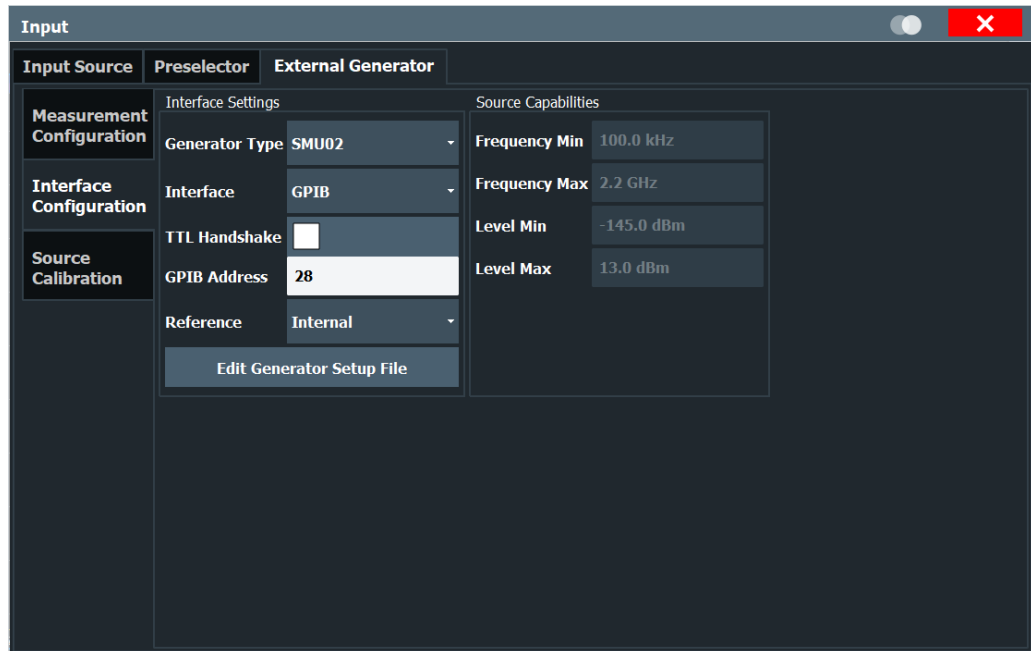 Input
Input Source
Preselector
External Generator
Measurement
Configuration
Interface
Configuration
Source
Calibration
Interface Settings
Generator Type SMU02
Interface GPIB
TTL Handshake
GPIB Address 28
Reference Internal
Edit Generator Setup File
Source Capabilities
Frequency Min 100.0 kHz
Frequency Max 2.2 GHz
Level Min -145.0 dBm
Level Max 13.0 dBm